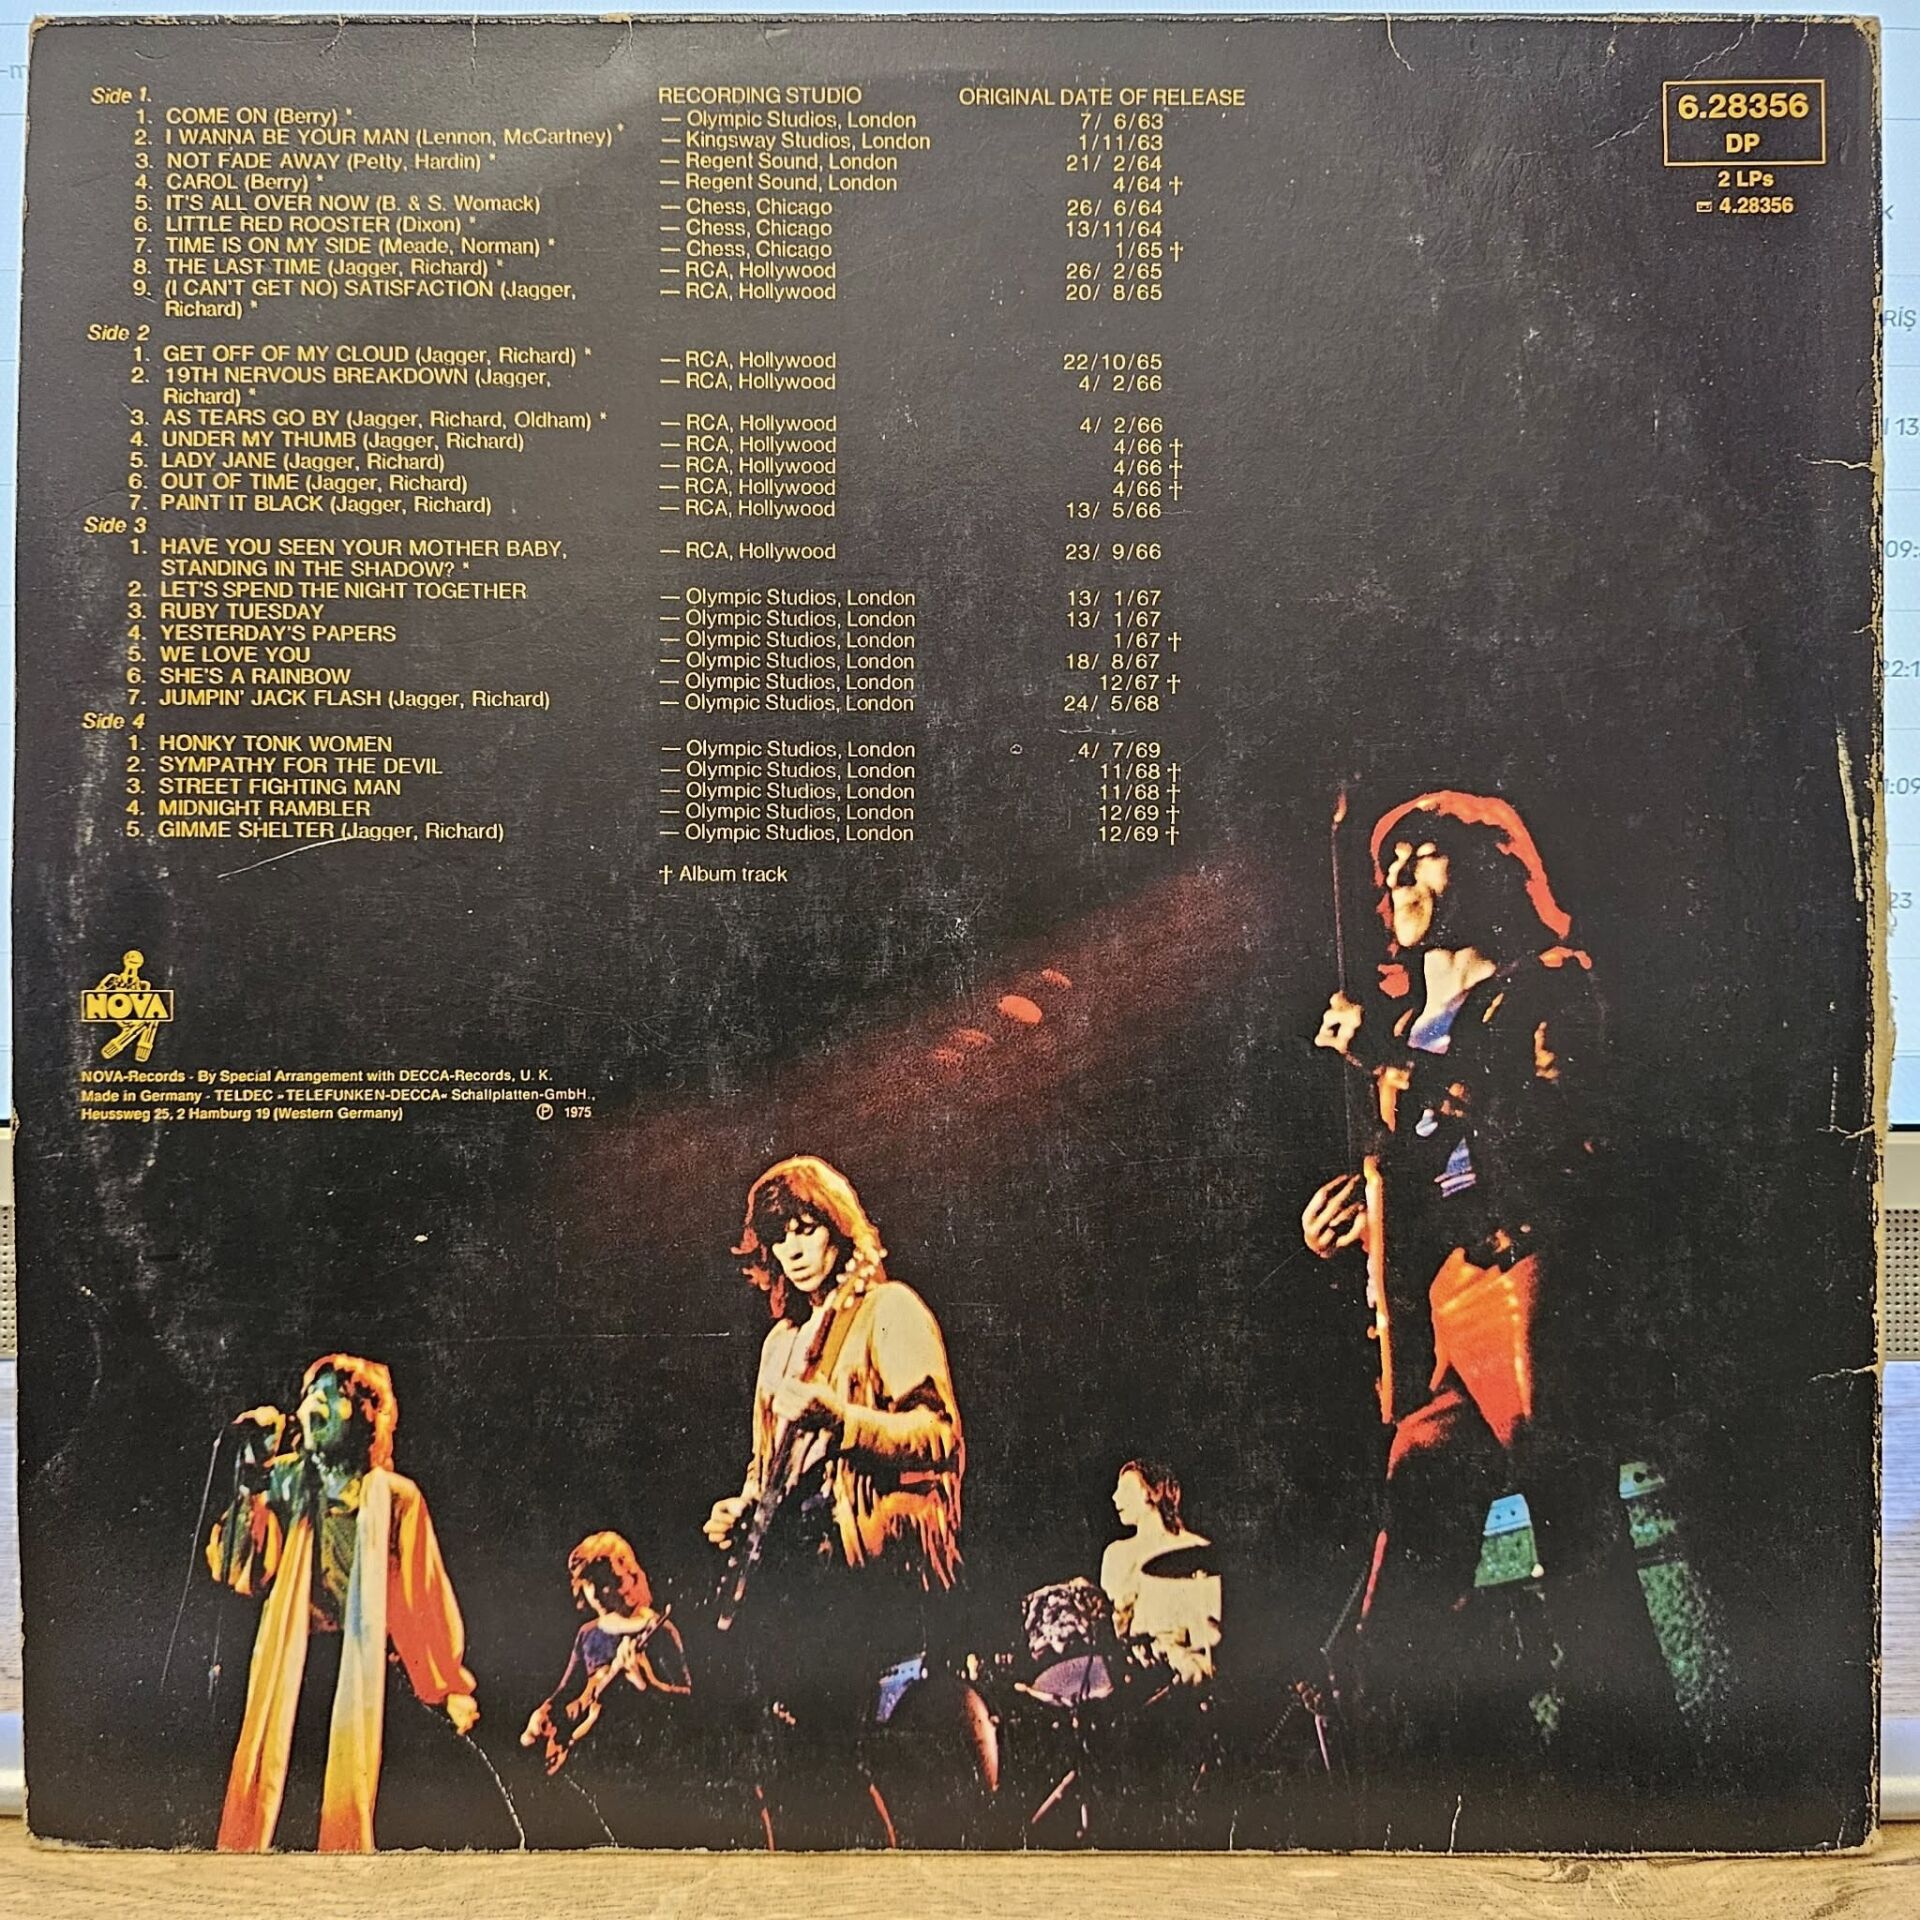 Side 1. RECORDING STUDIO ORIGINAL DATE OF RELEASE
1. COME ON (Berry) * — Olympic Studios, London 7/ 6/63
2. I WANNA BE YOUR MAN (Lennon, McCartney) * — Kingsway Studios, London 1/11/63
3. NOT FADE AWAY (Petty, Hardin) * — Regent Sound, London 21/ 2/64
4. CAROL (Berry) * — Regent Sound, London 4/64 †
5. IT'S ALL OVER NOW (B. & S. Womack) — Chess, Chicago 26/ 6/64
6. LITTLE RED ROOSTER (Dixon) * — Chess, Chicago 13/11/64
7. TIME IS ON MY SIDE (Meade, Norman) * — Chess, Chicago 1/65 †
8. THE LAST TIME (Jagger, Richard) * — RCA, Hollywood 26/ 2/65
9. (I CAN'T GET NO) SATISFACTION (Jagger, — RCA, Hollywood 20/ 8/65
Richard) *
Side 2
1. GET OFF OF MY CLOUD (Jagger, Richard) * — RCA, Hollywood 22/10/65
2. 19TH NERVOUS BREAKDOWN (Jagger, — RCA, Hollywood 4/ 2/66
Richard) *
3. AS TEARS GO BY (Jagger, Richard, Oldham) * — RCA, Hollywood 4/ 2/66
4. UNDER MY THUMB (Jagger, Richard) — RCA, Hollywood 4/66 †
5. LADY JANE (Jagger, Richard) — RCA, Hollywood 4/66 †
6. OUT OF TIME (Jagger, Richard) — RCA, Hollywood 4/66 †
7. PAINT IT BLACK (Jagger, Richard) — RCA, Hollywood 13/ 5/66
Side 3
1. HAVE YOU SEEN YOUR MOTHER BABY, — RCA, Hollywood 23/ 9/66
STANDING IN THE SHADOW? *
2. LET'S SPEND THE NIGHT TOGETHER — Olympic Studios, London 13/ 1/67
3. RUBY TUESDAY — Olympic Studios, London 13/ 1/67
4. YESTERDAY'S PAPERS — Olympic Studios, London 1/67 †
5. WE LOVE YOU — Olympic Studios, London 18/ 8/67
6. SHE'S A RAINBOW — Olympic Studios, London 12/67 †
7. JUMPIN' JACK FLASH (Jagger, Richard) — Olympic Studios, London 24/ 5/68
Side 4
1. HONKY TONK WOMEN — Olympic Studios, London 4/ 7/69
2. SYMPATHY FOR THE DEVIL — Olympic Studios, London 11/68 †
3. STREET FIGHTING MAN — Olympic Studios, London 11/68 †
4. MIDNIGHT RAMBLER — Olympic Studios, London 12/69 †
5. GIMME SHELTER (Jagger, Richard) — Olympic Studios, London 12/69 †
† Album track
6.28356
DP
2 LPs
4.28356
NOVA
NOVA-Records - By Special Arrangement with DECCA-Records, U. K.
Made in Germany - TELDEC »TELEFUNKEN-DECCA« Schallplatten-GmbH.,
Heussweg 25, 2 Hamburg 19 (Western Germany) ℗ 1975